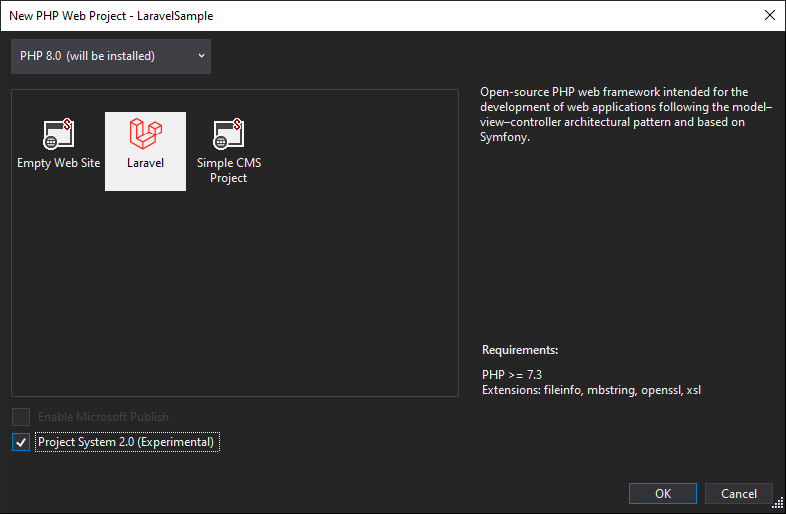 New PHP Web Project - LaravelSample
PHP 8.0 (will be installed)
Empty Web Site
Laravel
Simple CMS
Project
Open-source PHP web framework intended for the
development of web applications following the model–
view–controller architectural pattern and based on
Symfony.
Requirements:
PHP >= 7.3
Extensions: fileinfo, mbstring, openssl, xsl
Enable Microsoft Publish
Project System 2.0 (Experimental)
OK
Cancel